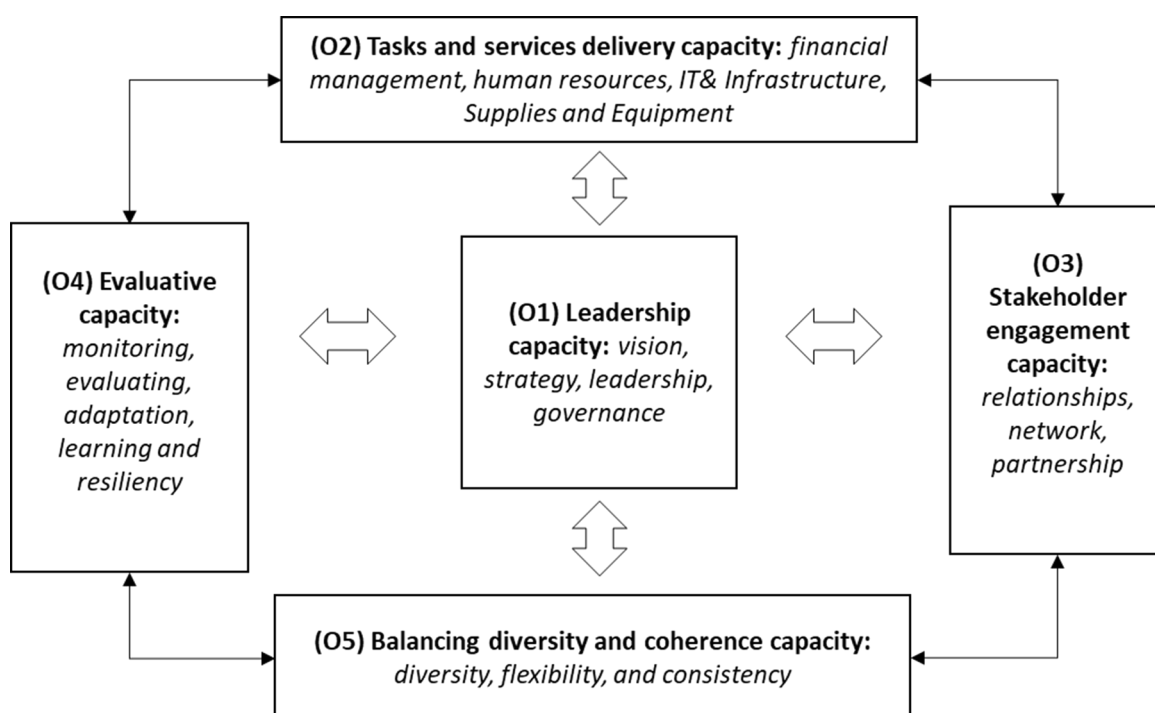 (O2) Tasks and services delivery capacity: financial
management, human resources, IT& Infrastructure,
Supplies and Equipment
(O4) Evaluative
capacity:
monitoring,
evaluating,
adaptation,
learning and
resiliency
(O1) Leadership
capacity: vision,
strategy, leadership,
governance
(O3)
Stakeholder
engagement
capacity:
relationships,
network,
partnership
(O5) Balancing diversity and coherence capacity:
diversity, flexibility, and consistency